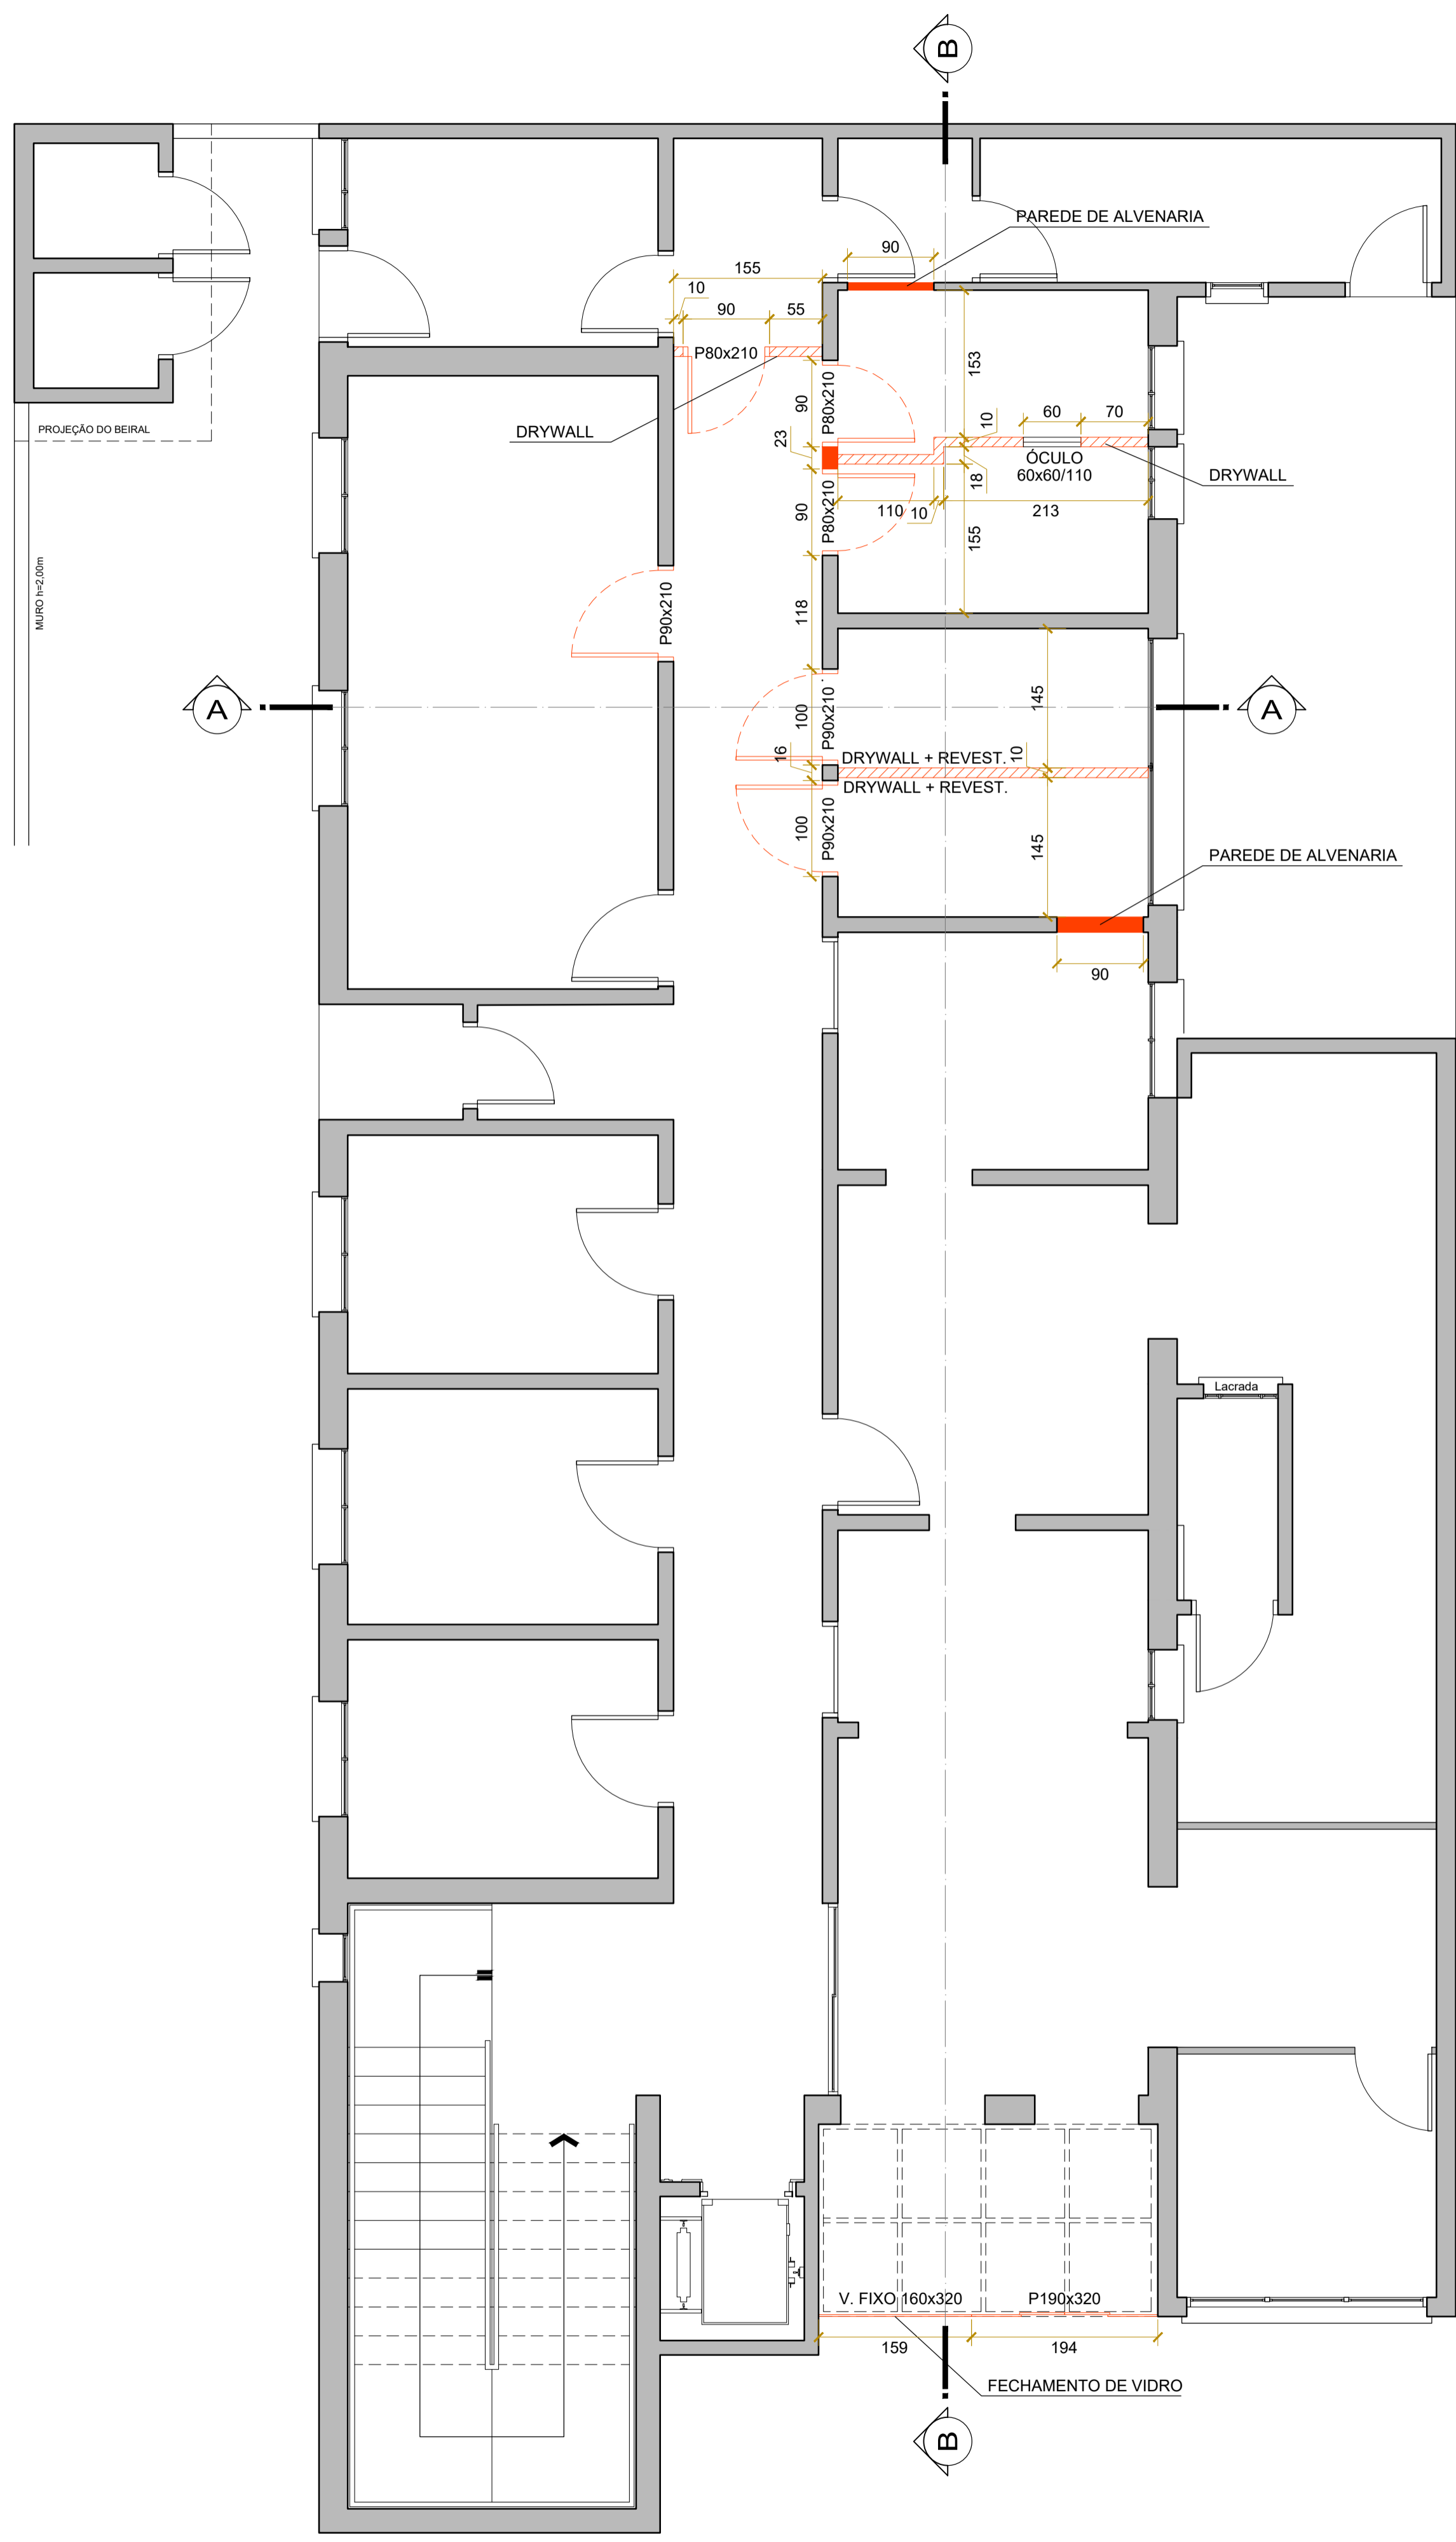 B
PAREDE DE ALVENARIA
90
155
10
90
55
P80x210
DRYWALL
PROJEÇÃO DO BEIRAL
MURO h=2,00m
90
P80x210
23
90
P80x210
153
10
60
70
ÓCULO
60x60/110
18
DRYWALL
110
10
213
155
118
P90x210
A
A
100
P90x210
145
16
DRYWALL + REVEST.
10
DRYWALL + REVEST.
100
P90x210
145
PAREDE DE ALVENARIA
90
Lacrada
V. FIXO 160x320
P190x320
159
194
FECHAMENTO DE VIDRO
B